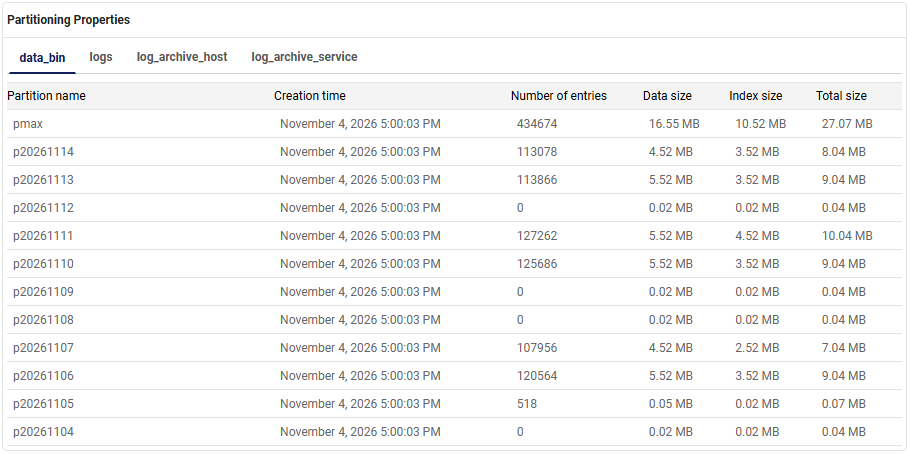 Partitioning Properties
data_bin logs log_archive_host log_archive_service
Partition name Creation time Number of entries Data size Index size Total size
pmax November 4, 2026 5:00:03 PM 434674 16.55 MB 10.52 MB 27.07 MB
p20261114 November 4, 2026 5:00:03 PM 113078 4.52 MB 3.52 MB 8.04 MB
p20261113 November 4, 2026 5:00:03 PM 113866 5.52 MB 3.52 MB 9.04 MB
p20261112 November 4, 2026 5:00:03 PM 0 0.02 MB 0.02 MB 0.04 MB
p20261111 November 4, 2026 5:00:03 PM 127262 5.52 MB 4.52 MB 10.04 MB
p20261110 November 4, 2026 5:00:03 PM 125686 5.52 MB 3.52 MB 9.04 MB
p20261109 November 4, 2026 5:00:03 PM 0 0.02 MB 0.02 MB 0.04 MB
p20261108 November 4, 2026 5:00:03 PM 0 0.02 MB 0.02 MB 0.04 MB
p20261107 November 4, 2026 5:00:03 PM 107956 4.52 MB 2.52 MB 7.04 MB
p20261106 November 4, 2026 5:00:03 PM 120564 5.52 MB 3.52 MB 9.04 MB
p20261105 November 4, 2026 5:00:03 PM 518 0.05 MB 0.02 MB 0.07 MB
p20261104 November 4, 2026 5:00:03 PM 0 0.02 MB 0.02 MB 0.04 MB